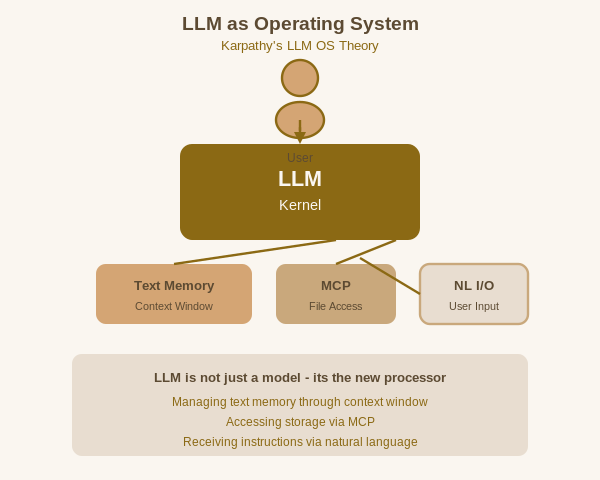 LLM as Operating System
Karpathy's LLM OS Theory
User
LLM
Kernel
Text Memory
Context Window
MCP
File Access
NL I/O
User Input
LLM is not just a model - its the new processor
Managing text memory through context window
Accessing storage via MCP
Receiving instructions via natural language